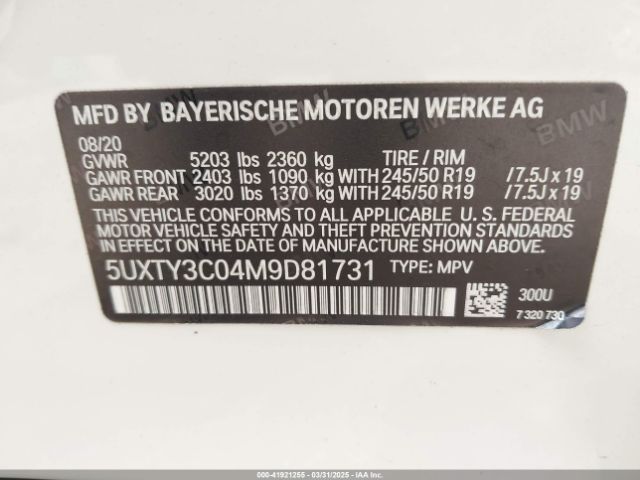 MFD BY BAYERISCHE MOTOREN WERKE AG
08/20
GVWR 5203 lbs 2360 kg TIRE / RIM
GAWR FRONT 2403 lbs 1090 kg WITH 245/50 R19 / 7.5J x 19
GAWR REAR 3020 lbs 1370 kg WITH 245/50 R19 / 7.5J x 19
THIS VEHICLE CONFORMS TO ALL APPLICABLE U. S. FEDERAL
MOTOR VEHICLE SAFETY AND THEFT PREVENTION STANDARDS
IN EFFECT ON THE DATE OF MANUFACTURE SHOWN ABOVE.
5UXTY3C04M9D81731 TYPE: MPV
300U
7 320 730
BMW
000-41921255 - 03/31/2025 - IAAI.CA